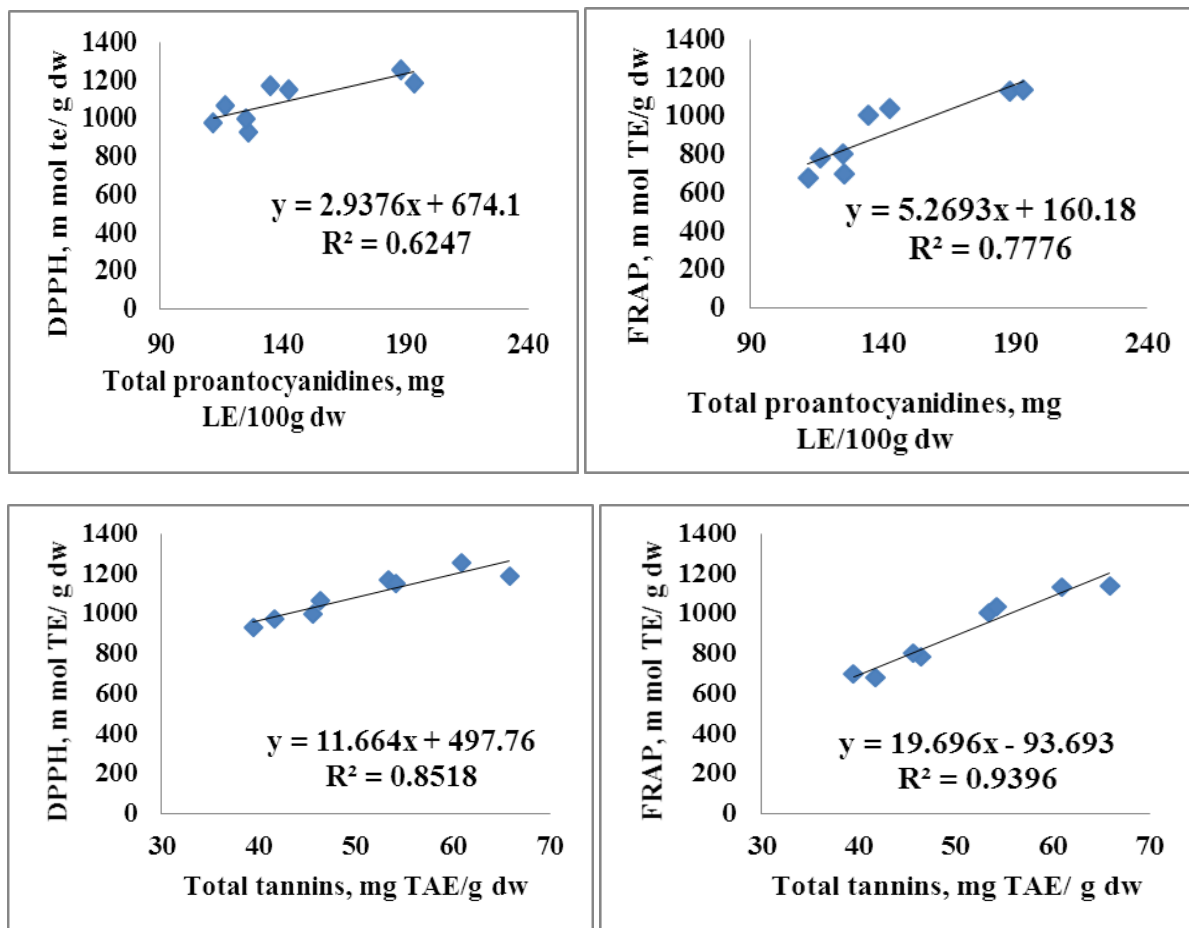 DPPH, m mol te/ g dw
1400
1200
1000
800
600
400
200
0
y = 2.9376x + 674.1
R² = 0.6247
90 140 190 240
Total proantocyanidines, mg
LE/100g dw
FRAP, m mol TE/g dw
1400
1200
1000
800
600
400
200
0
y = 5.2693x + 160.18
R² = 0.7776
90 140 190 240
Total proantocyanidines, mg
LE/100g dw
DPPH, m mol TE/ g dw
1400
1200
1000
800
600
400
200
0
y = 11.664x + 497.76
R² = 0.8518
30 40 50 60 70
Total tannins, mg TAE/g dw
FRAP, m mol TE/ g dw
1400
1200
1000
800
600
400
200
0
y = 19.696x - 93.693
R² = 0.9396
30 40 50 60 70
Total tannins, mg TAE/ g dw